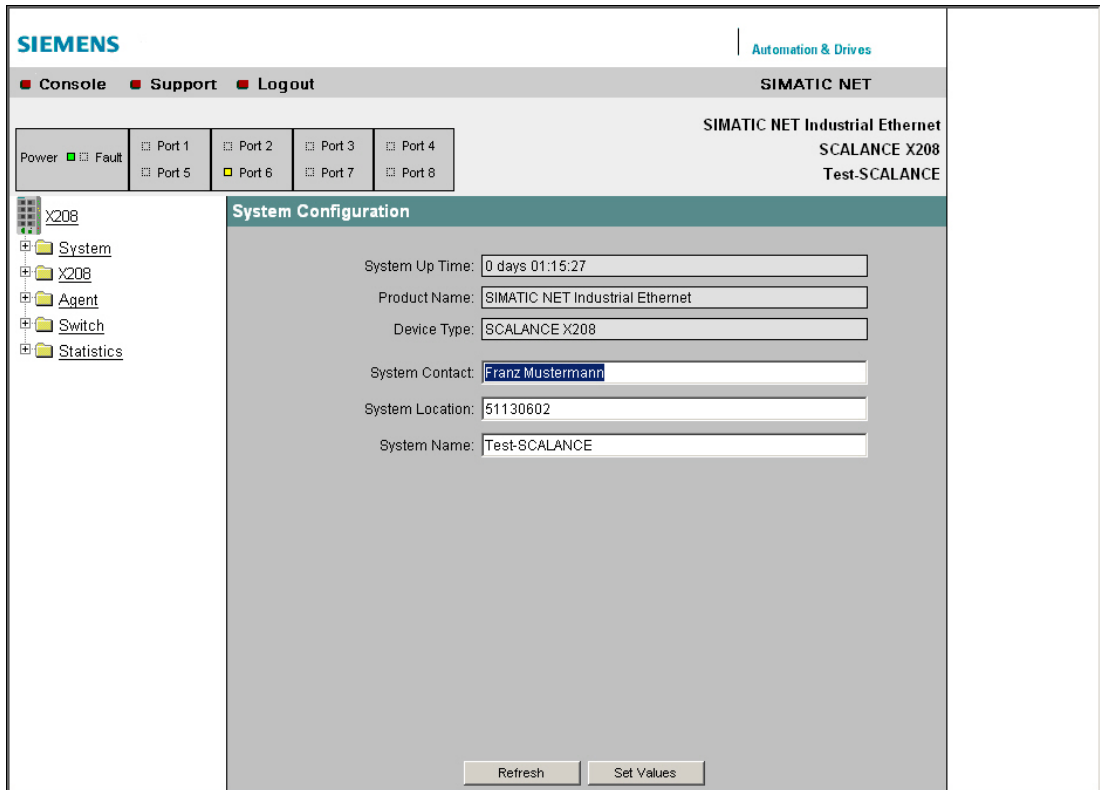 SIEMENS
Automation & Drives
Console Support Logout SIMATIC NET
SIMATIC NET Industrial Ethernet
SCALANCE X208
Test-SCALANCE
Power Fault Port 1 Port 2 Port 3 Port 4
Port 5 Port 6 Port 7 Port 8
X208
System
X208
Agent
Switch
Statistics
System Configuration
System Up Time: 0 days 01:15:27
Product Name: SIMATIC NET Industrial Ethernet
Device Type: SCALANCE X208
System Contact: Franz Mustermann
System Location: 51130602
System Name: Test-SCALANCE
Refresh Set Values